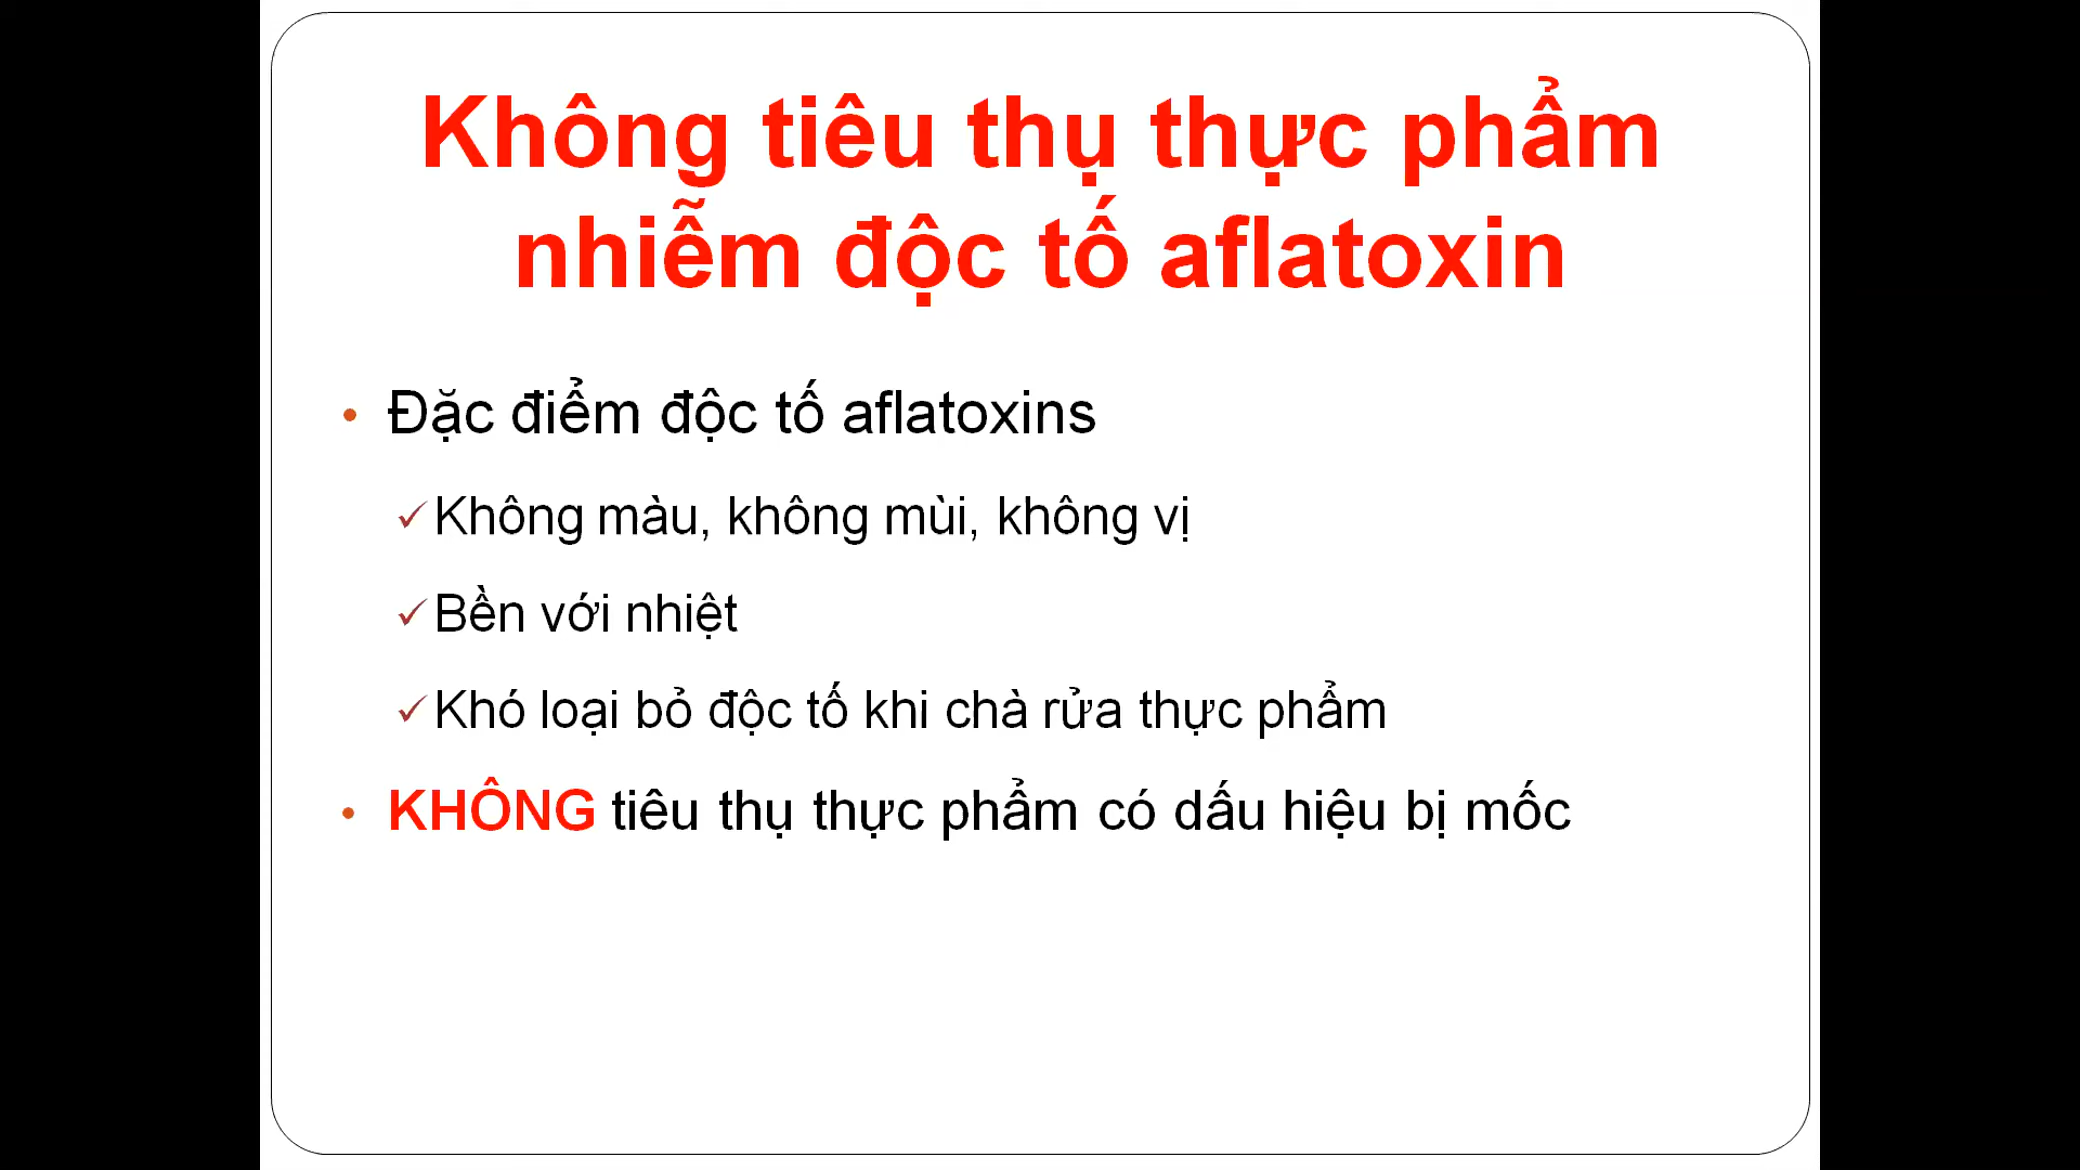 Không tiêu thụ thực phẩm
nhiễm độc tố aflatoxin
• Đặc điểm độc tố aflatoxins
✓Không màu, không mùi, không vị
✓Bền với nhiệt
✓Khó loại bỏ độc tố khi chà rửa thực phẩm
• KHÔNG tiêu thụ thực phẩm có dấu hiệu bị mốc